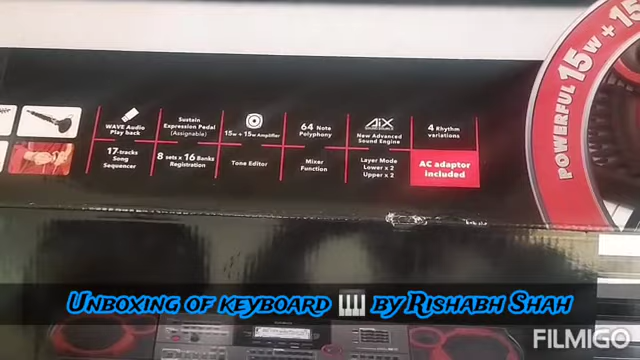 POWERFUL 15w + 15
WAVE Audio
Play back
Sustain
Expression Pedal
(Assignable)
15w + 15w Amplifier
64 Note
Polyphony
AiX
New Advanced
Sound Engine
4 Rhythm
variations
17-tracks
Song
Sequencer
8 sets x 16 Banks
Registration
Tone Editor
Mixer
Function
Layer Mode
Lower x 2
Upper x 2
AC adaptor
included
Unboxing of keyboard 🎹 by Rishabh Shah
FILMIGO